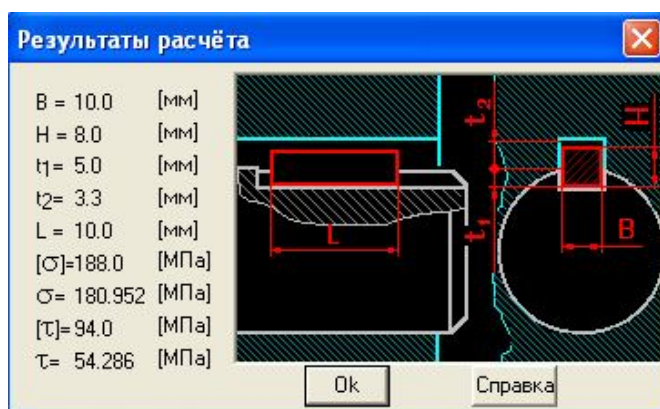 Результаты расчёта
B = 10.0 [мм]
H = 8.0 [мм]
t1= 5.0 [мм]
t2= 3.3 [мм]
L = 10.0 [мм]
[σ]=188.0 [МПа]
σ= 180.952 [МПа]
[τ]=94.0 [МПа]
τ= 54.286 [МПа]
t2
H
L
t1
B
Ok
Справка